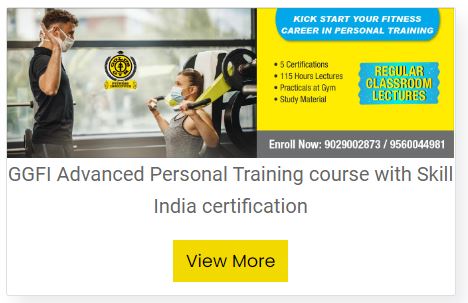 KICK START YOUR FITNESS
CAREER IN PERSONAL TRAINING
• 5 Certifications
• 115 Hours Lectures
• Practicals at Gym
• Study Material
REGULAR
CLASSROOM
LECTURES
Enroll Now: 9029002873 / 9560044981
GGFI Advanced Personal Training course with Skill
India certification
View More